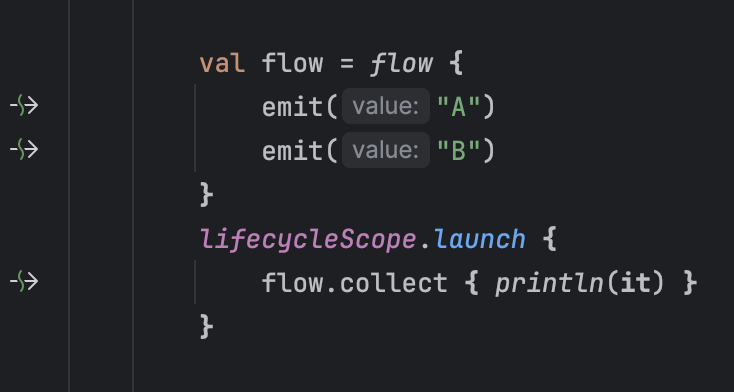 val flow = flow {
emit( value: "A")
emit( value: "B")
}
lifecycleScope.launch {
flow.collect { println(it) }
}